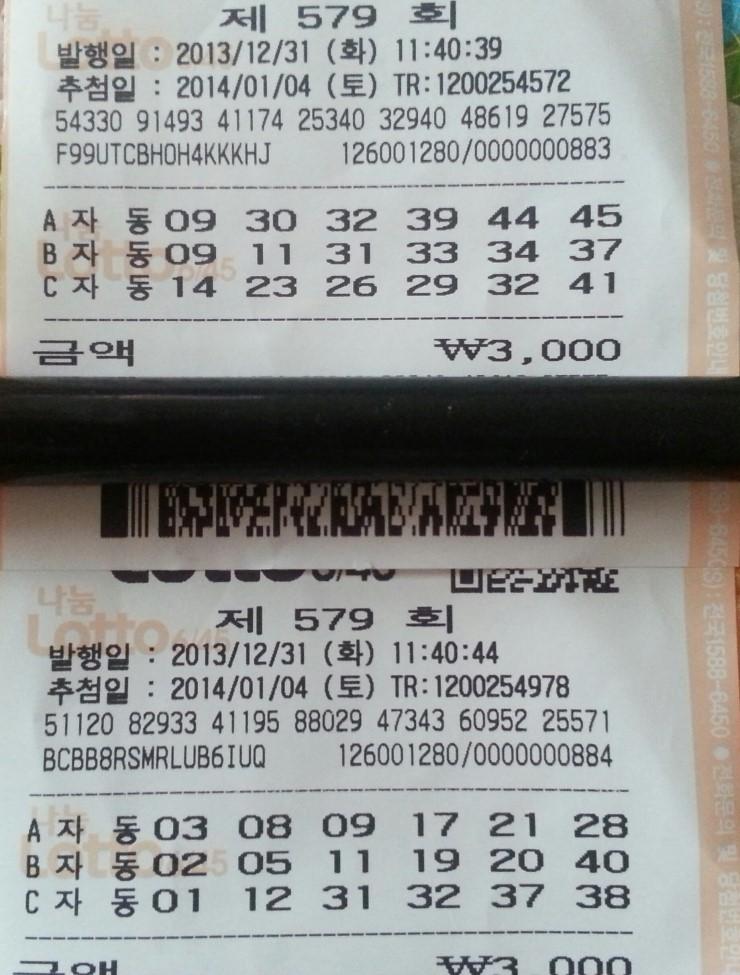 나눔
제 579 회
Lotto
발행일 : 2013/12/31 (화) 11:40:39
추첨일 : 2014/01/04 (토) TR:1200254572
54330 91493 41174 25340 32940 48619 27575
F99UTCBHOH4KKKHJ 126001280/0000000883
A 자 동 09 30 32 39 44 45
B 자 동 09 11 31 33 34 37
C 자 동 14 23 26 29 32 41
금액 ₩3,000
나눔
제 579 회
Lotto 6/45
발행일 : 2013/12/31 (화) 11:40:44
추첨일 : 2014/01/04 (토) TR:1200254978
51120 82933 41195 88029 47343 60952 25571
BCBB8RSMRLUB6IUQ 126001280/0000000884
A 자 동 03 08 09 17 21 28
B 자 동 02 05 11 19 20 40
C 자 동 01 12 31 32 37 38
금액 ₩3,000